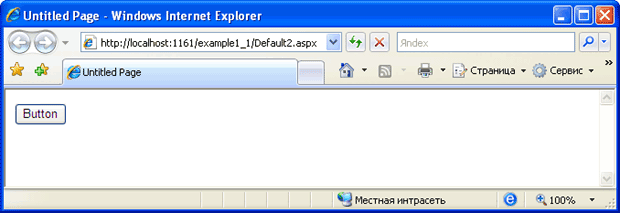 Untitled Page - Windows Internet Explorer
http://localhost:1161/example1_1/Default2.aspx
Яndex
Untitled Page
Страница
Сервис
»
Button
Местная интрасеть
100%